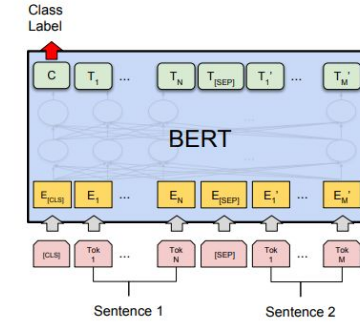 Class
Label
C T1 ... TN T[SEP] T1' ... TM'
BERT
E[CLS] E1 ... EN E[SEP] E1' ... EM'
[CLS] Tok 1 ... Tok N [SEP] Tok 1 ... Tok M
Sentence 1 Sentence 2